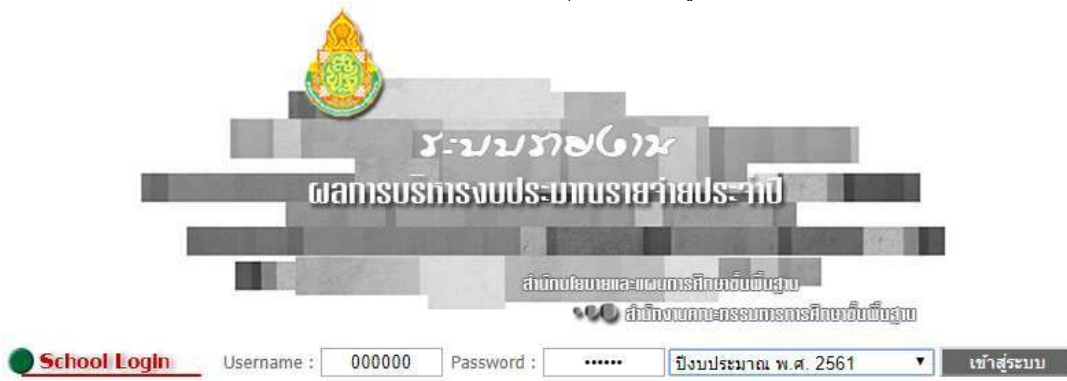 ระบบรายงาน
ผลการบริหารงบประมาณรายจ่ายประจำปี
สำนักนโยบายและแผนการศึกษาขั้นพื้นฐาน
สำนักงานคณะกรรมการการศึกษาขั้นพื้นฐาน
School Login Username : 000000 Password : •••••• ปีงบประมาณ พ.ศ. 2561 เข้าสู่ระบบ